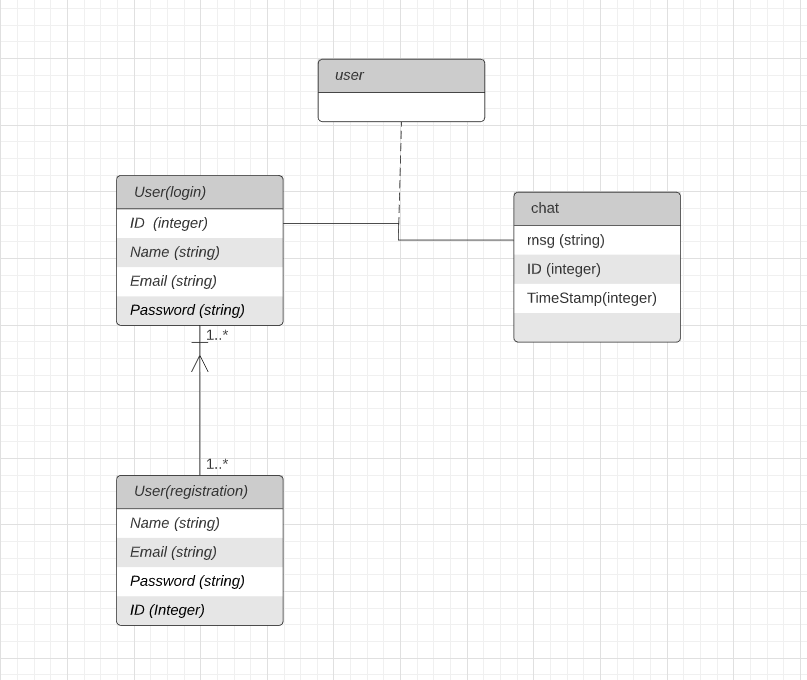 user
User(login)
ID  (integer)
Name (string)
Email (string)
Password (string)
1..*
chat
msg (string)
ID (integer)
TimeStamp(integer)
1..*
User(registration)
Name (string)
Email (string)
Password (string)
ID (Integer)